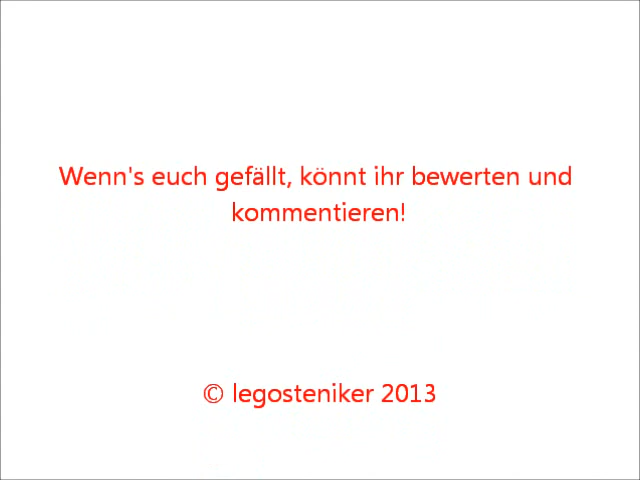 Wenn's euch gefällt, könnt ihr bewerten und
kommentieren!
© legosteniker 2013